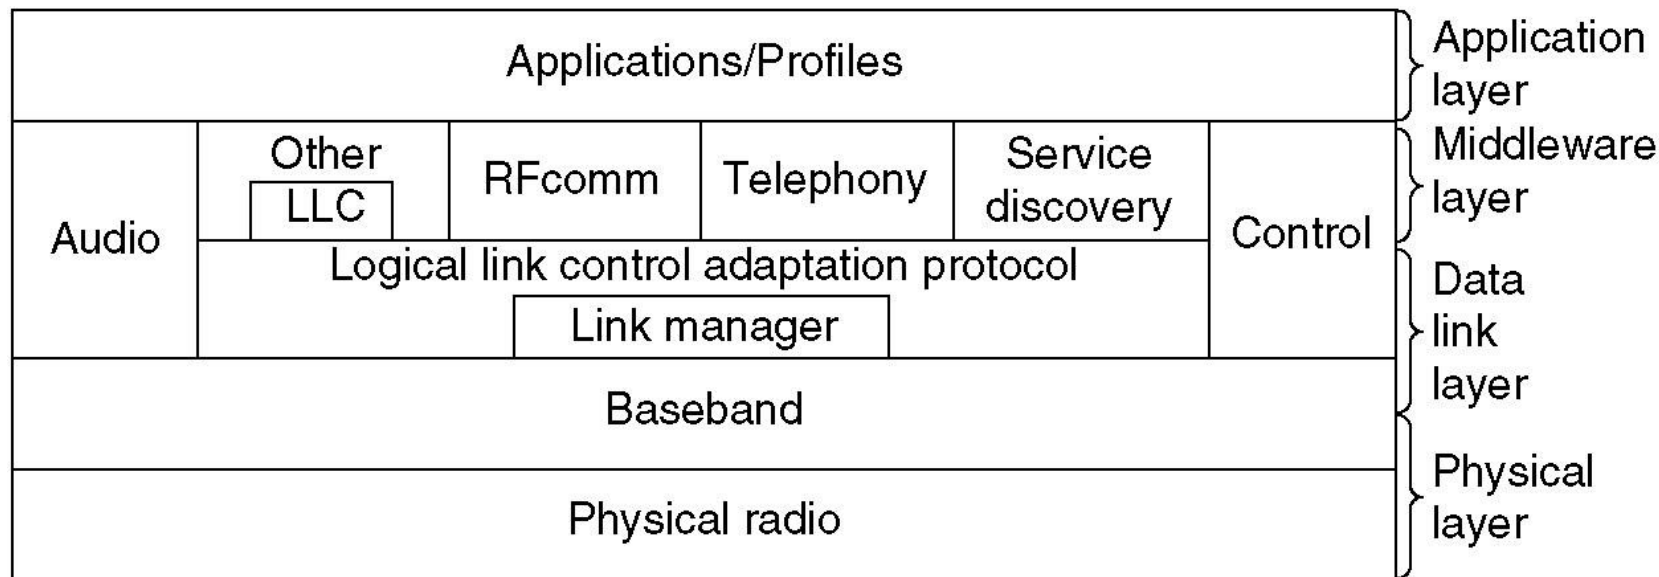 Applications/Profiles
Application
layer
Audio
Other
LLC
RFcomm
Telephony
Service
discovery
Control
Middleware
layer
Logical link control adaptation protocol
Link manager
Data
link
layer
Baseband
Physical radio
Physical
layer